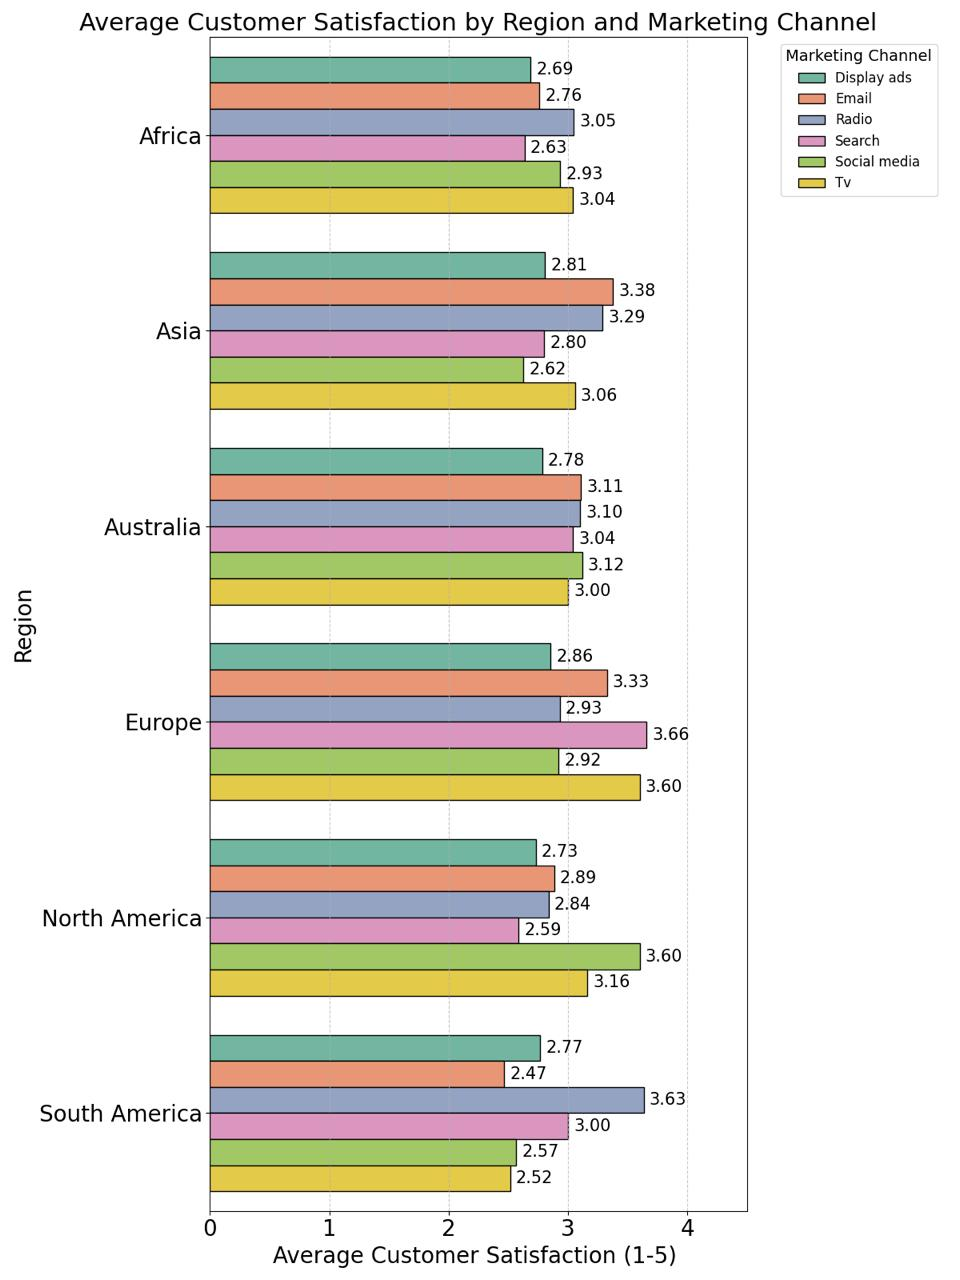 Average Customer Satisfaction by Region and Marketing Channel
Marketing Channel
Display ads
Email
Radio
Search
Social media
Tv
Region
Africa
2.69
2.76
3.05
2.63
2.93
3.04
Asia
2.81
3.38
3.29
2.80
2.62
3.06
Australia
2.78
3.11
3.10
3.04
3.12
3.00
Europe
2.86
3.33
2.93
3.66
2.92
3.60
North America
2.73
2.89
2.84
2.59
3.60
3.16
South America
2.77
2.47
3.63
3.00
2.57
2.52
0 1 2 3 4
Average Customer Satisfaction (1-5)